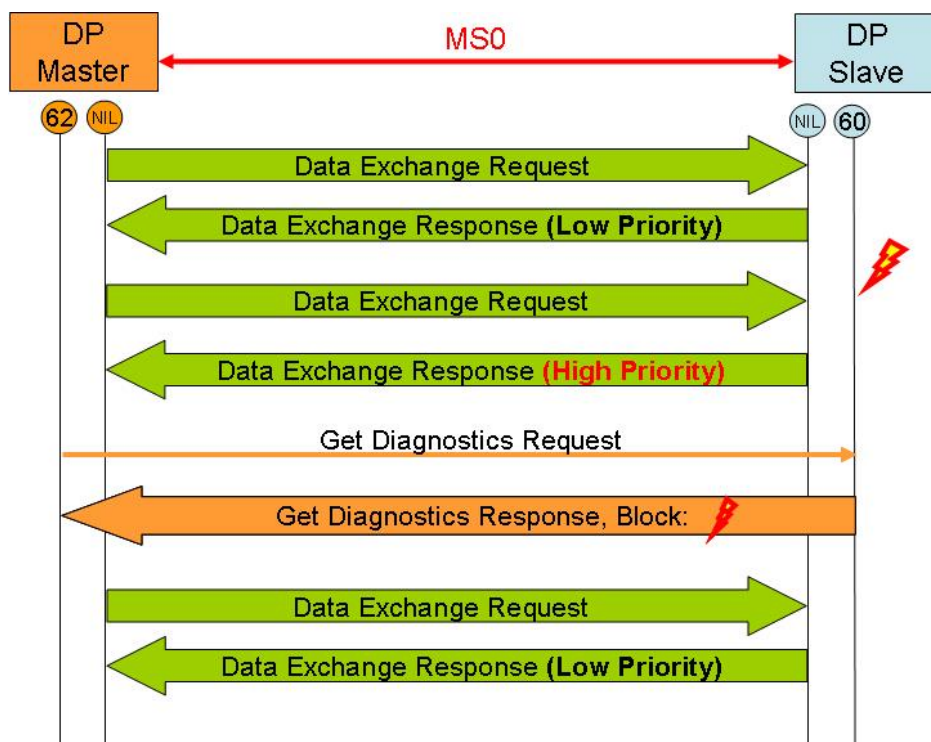 DP
Master
MS0
DP
Slave
62
NIL
NIL
60
Data Exchange Request
Data Exchange Response (Low Priority)
Data Exchange Request
Data Exchange Response (High Priority)
Get Diagnostics Request
Get Diagnostics Response, Block:
Data Exchange Request
Data Exchange Response (Low Priority)